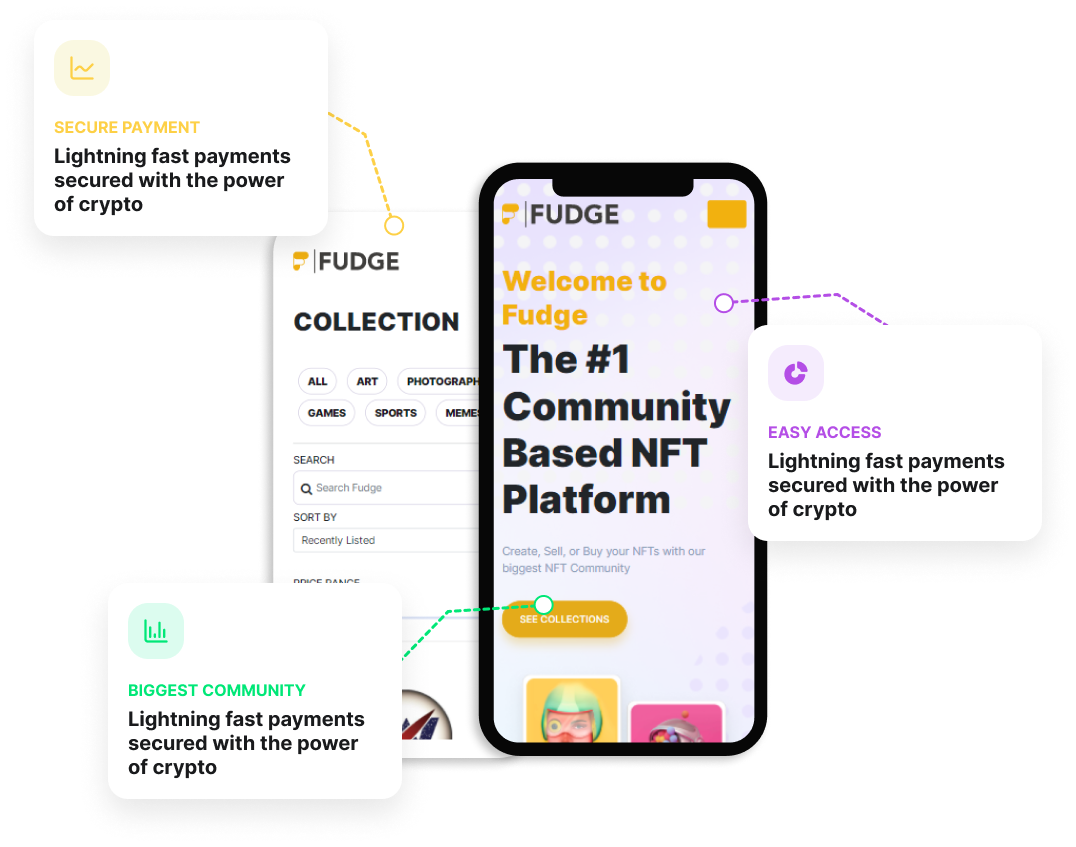 SECURE PAYMENT
Lightning fast payments
secured with the power
of crypto
FUDGE
COLLECTION
ALL
ART
PHOTOGRAPH
GAMES
SPORTS
MEMES
SEARCH
Search Fudge
SORT BY
Recently Listed
PRICE RANGE
FUDGE
Welcome to
Fudge
The #1
Community
Based NFT
Platform
Create, Sell, or Buy your NFTs with our
biggest NFT Community
SEE COLLECTIONS
EASY ACCESS
Lightning fast payments
secured with the power
of crypto
BIGGEST COMMUNITY
Lightning fast payments
secured with the power
of crypto